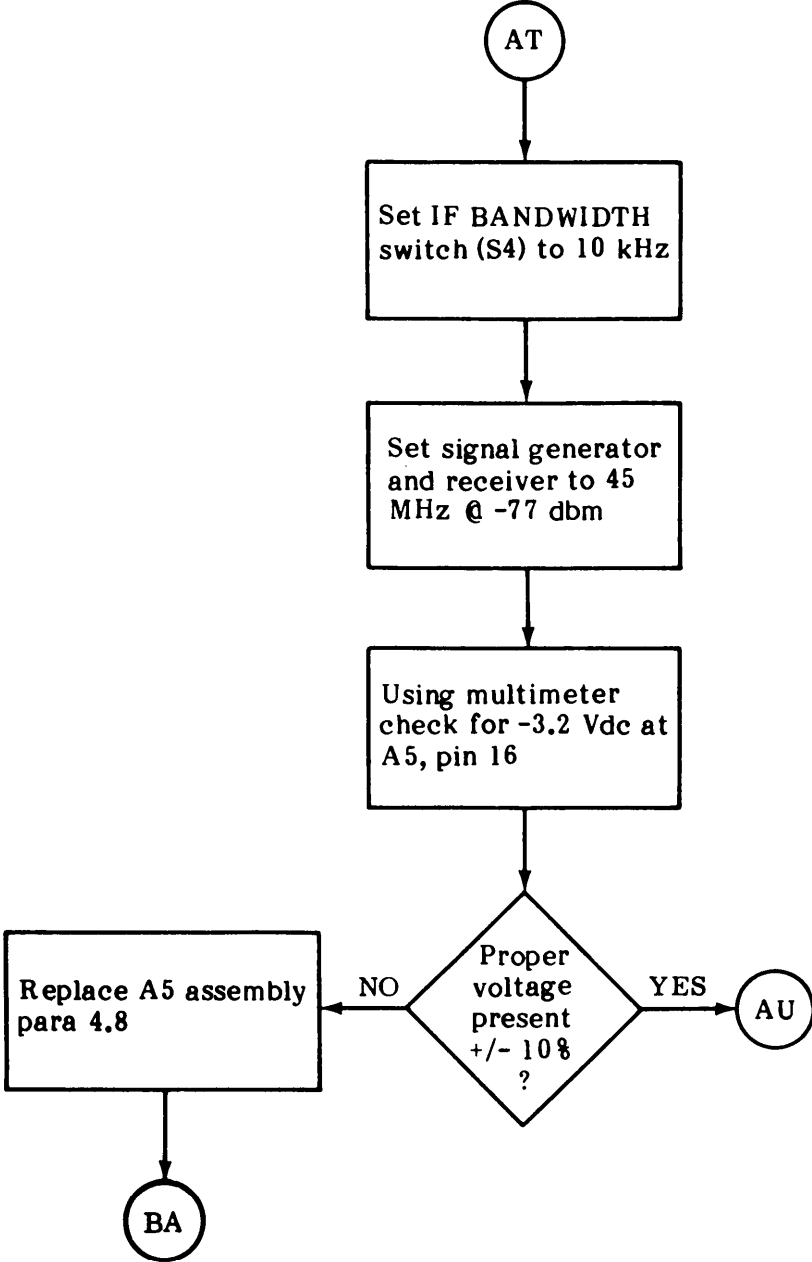 AT
Set IF BANDWIDTH
switch (S4) to 10 kHz
Set signal generator
and receiver to 45
MHz @ -77 dbm
Using multimeter
check for -3.2 Vdc at
A5, pin 16
Proper
voltage
present
+/- 10%
?
NO
YES
Replace A5 assembly
para 4.8
AU
BA